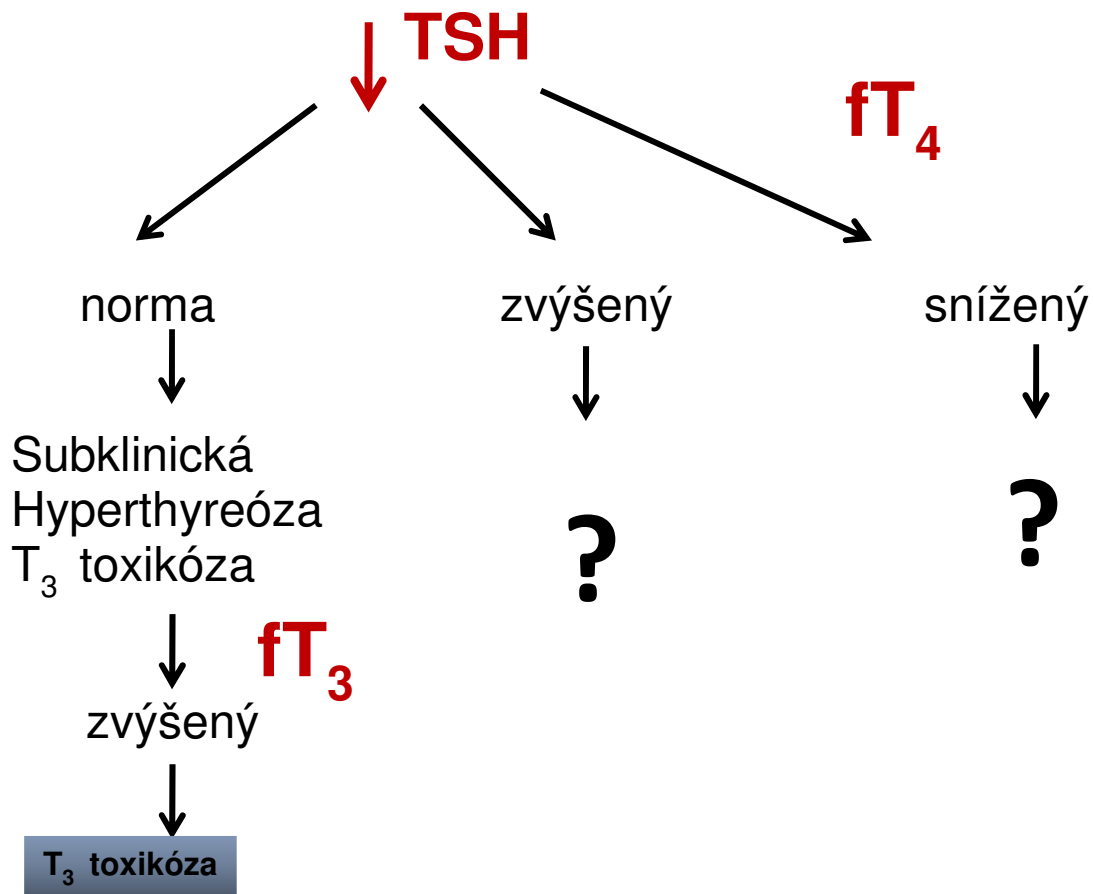 TSH
fT₄
norma
zvýšený
snížený
Subklinická
Hyperthyreóza
T₃ toxikóza
?
?
fT₃
zvýšený
T₃ toxikóza